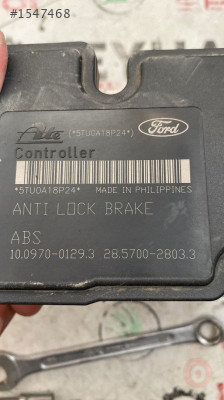 #1547468
Ate (*5TU0A18P24*) Ford
Controller
*5TU0A18P24* MADE IN PHILIPPINES
ANTI LOCK BRAKE
ABS
10.0970-0129.3 28.5700-2803.3